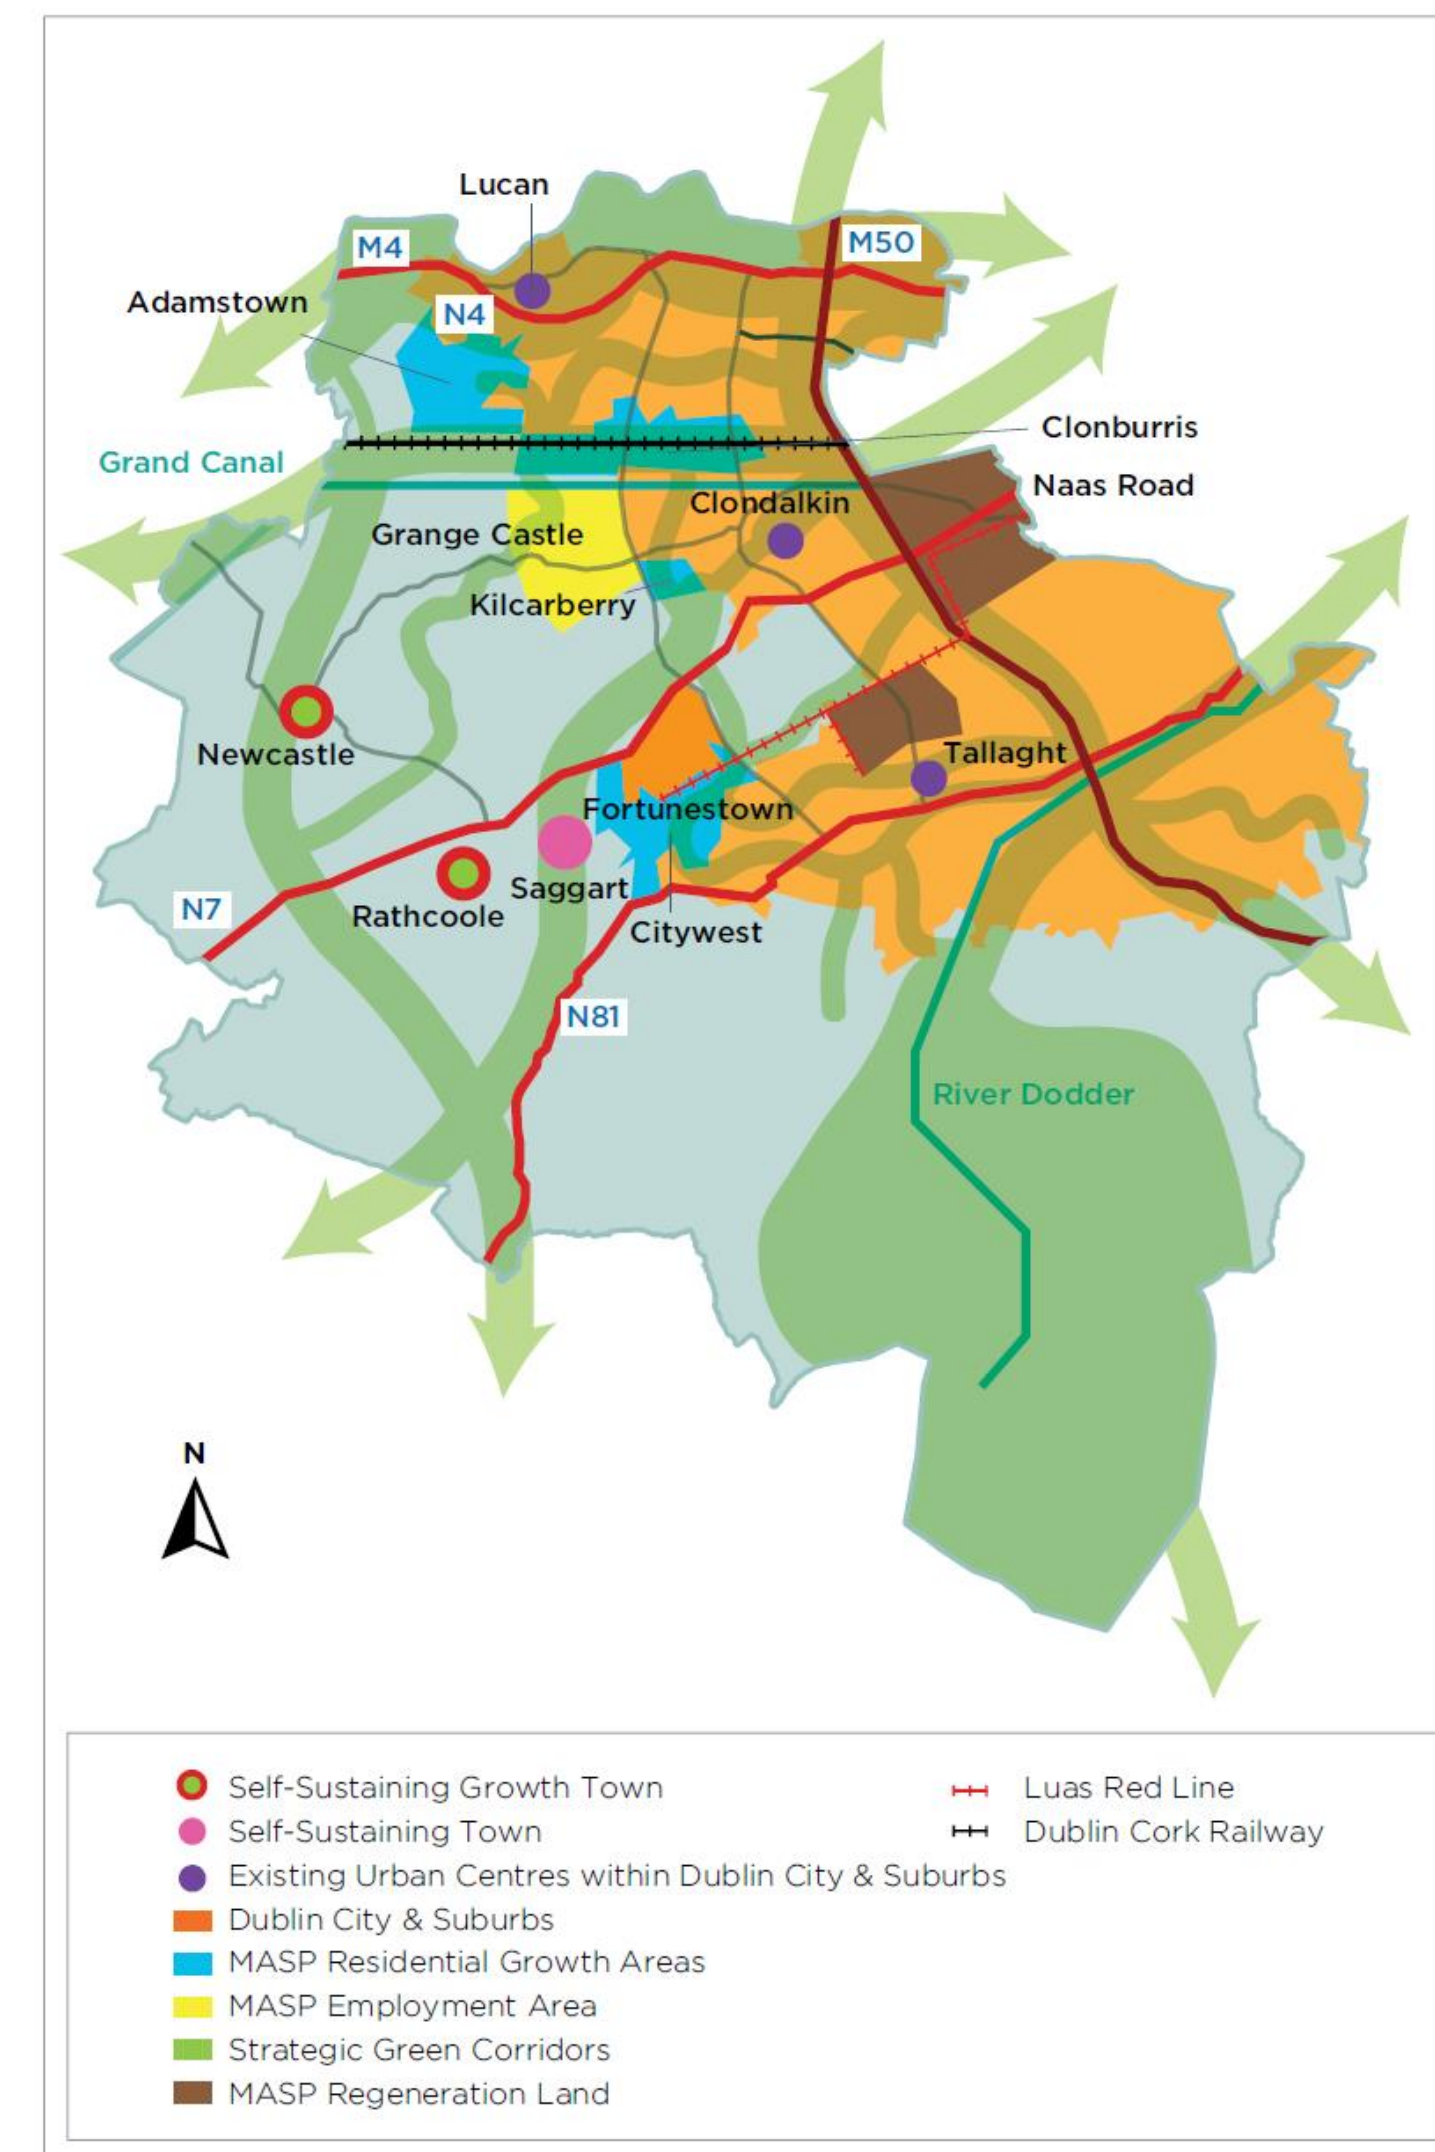 Lucan
M4
M50
Adamstown
N4
Clonburris
Grand Canal
Naas Road
Clondalkin
Grange Castle
Kilcarberry
Newcastle
Tallaght
Fortunestown
Saggart
N7
Rathcoole
Citywest
N81
River Dodder
N
Self-Sustaining Growth Town
Self-Sustaining Town
Existing Urban Centres within Dublin City & Suburbs
Dublin City & Suburbs
MASP Residential Growth Areas
MASP Employment Area
Strategic Green Corridors
MASP Regeneration Land
Luas Red Line
Dublin Cork Railway